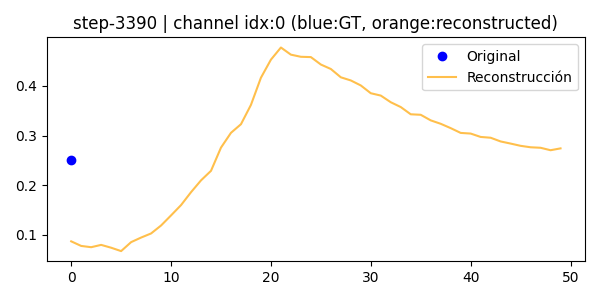 step-3390 | channel idx:0 (blue:GT, orange:reconstructed)
Original
Reconstrucción
0.4
0.3
0.2
0.1
0 10 20 30 40 50